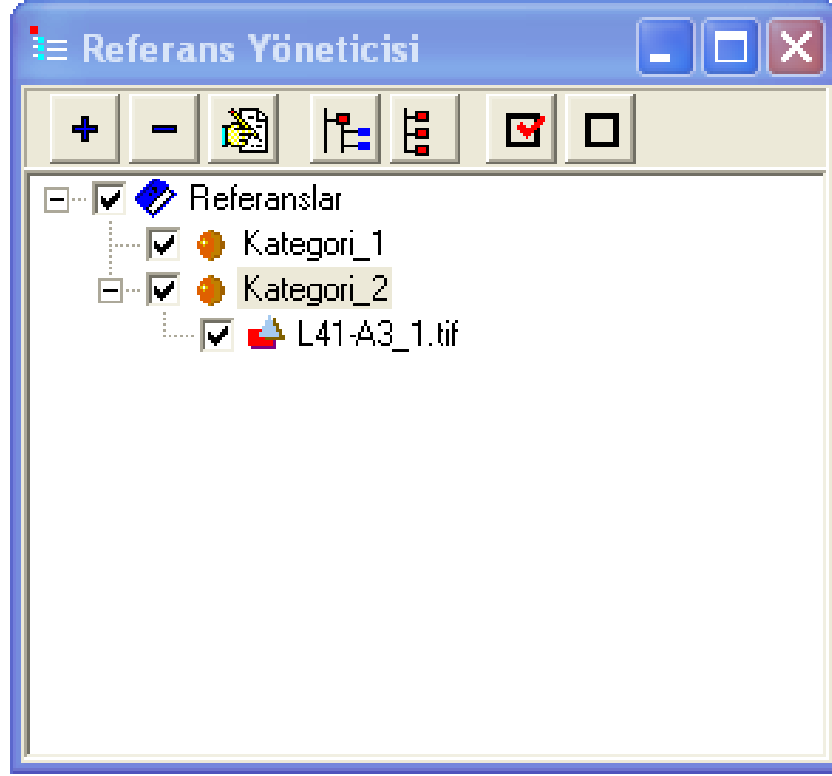 Referans Yöneticisi
Referanslar
Kategori_1
Kategori_2
L41-A3_1.tif